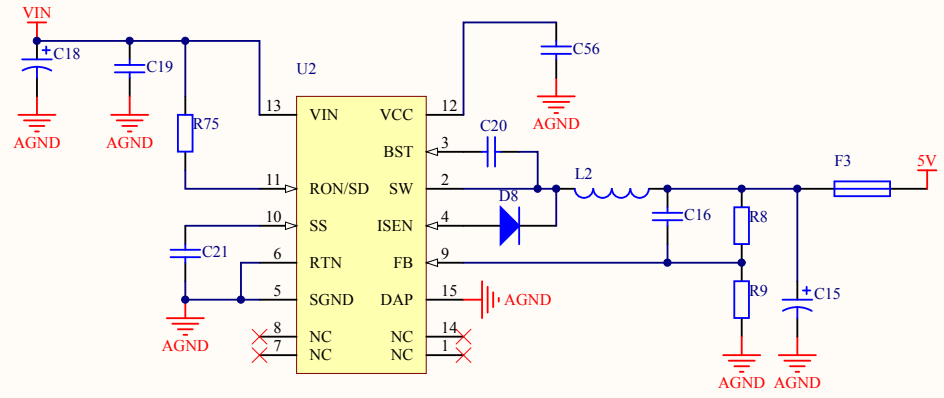 VIN
C18
C19
AGND
AGND
R75
U2
C56
AGND
13
VIN
VCC
12
BST
3
C20
11
RON/SD
SW
2
L2
F3
5V
D8
10
SS
ISEN
4
C16
R8
C21
6
RTN
FB
9
R9
C15
5
SGND
DAP
15
AGND
AGND
8
NC
NC
14
7
NC
NC
1
AGND
AGND